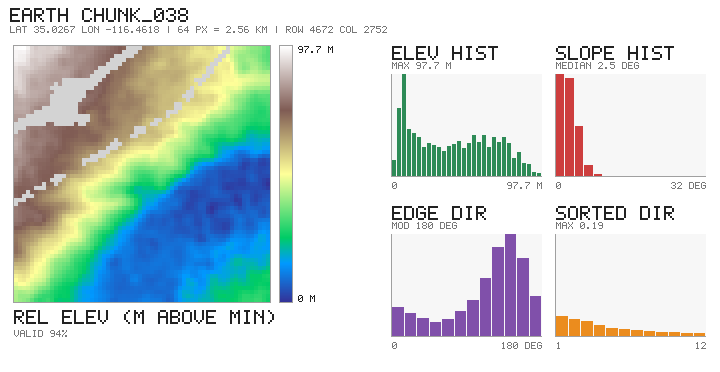 EARTH CHUNK_038
LAT 35.0267 LON -116.4618 | 64 PX = 2.56 KM | ROW 4672 COL 2752
97.7 M
0 M
REL ELEV (M ABOVE MIN)
VALID 94%
ELEV HIST
MAX 97.7 M
0 97.7 M
SLOPE HIST
MEDIAN 2.5 DEG
0 32 DEG
EDGE DIR
MOD 180 DEG
0 180 DEG
SORTED DIR
MAX 0.19
1 12